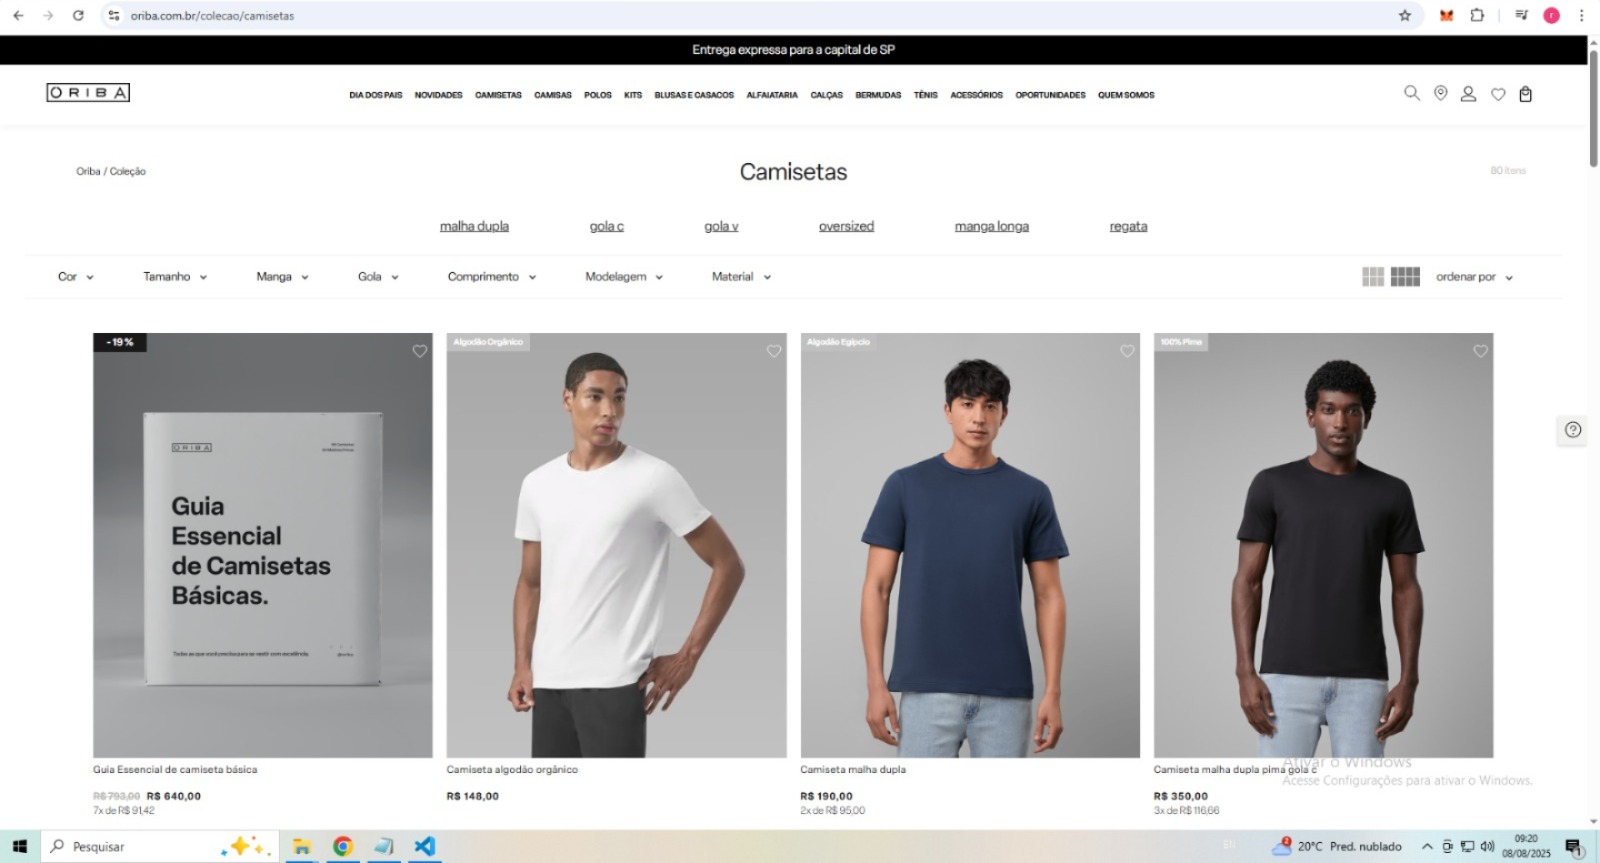 oriba.com.br/colecao/camisetas
Entrega expressa para a capital de SP
ORIBA
DIA DOS PAIS NOVIDADES CAMISETAS CAMISAS POLOS KITS BLUSAS E CASACOS ALFAIATARIA CALÇAS BERMUDAS TÊNIS ACESSÓRIOS OPORTUNIDADES QUEM SOMOS
Oriba / Coleção
Camisetas
80 itens
malha dupla gola c gola v oversized manga longa regata
Cor Tamanho Manga Gola Comprimento Modelagem Material ordenar por
-19%
Algodão Orgânico
Algodão Egípcio
100% Pima
ORIBA
Guia
Essencial
de Camisetas
Básicas.
Guia Essencial de camiseta básica
R$ 793,00 R$ 640,00
7x de R$ 91,42
Camiseta algodão orgânico
R$ 148,00
Camiseta malha dupla
R$ 190,00
2x de R$ 95,00
Camiseta malha dupla pima gola c
R$ 350,00
3x de R$ 116,66
Ativar o Windows
Acesse Configurações para ativar o Windows.
Pesquisar
EN
2
20°C Pred. nublado
09:20
08/08/2025
1